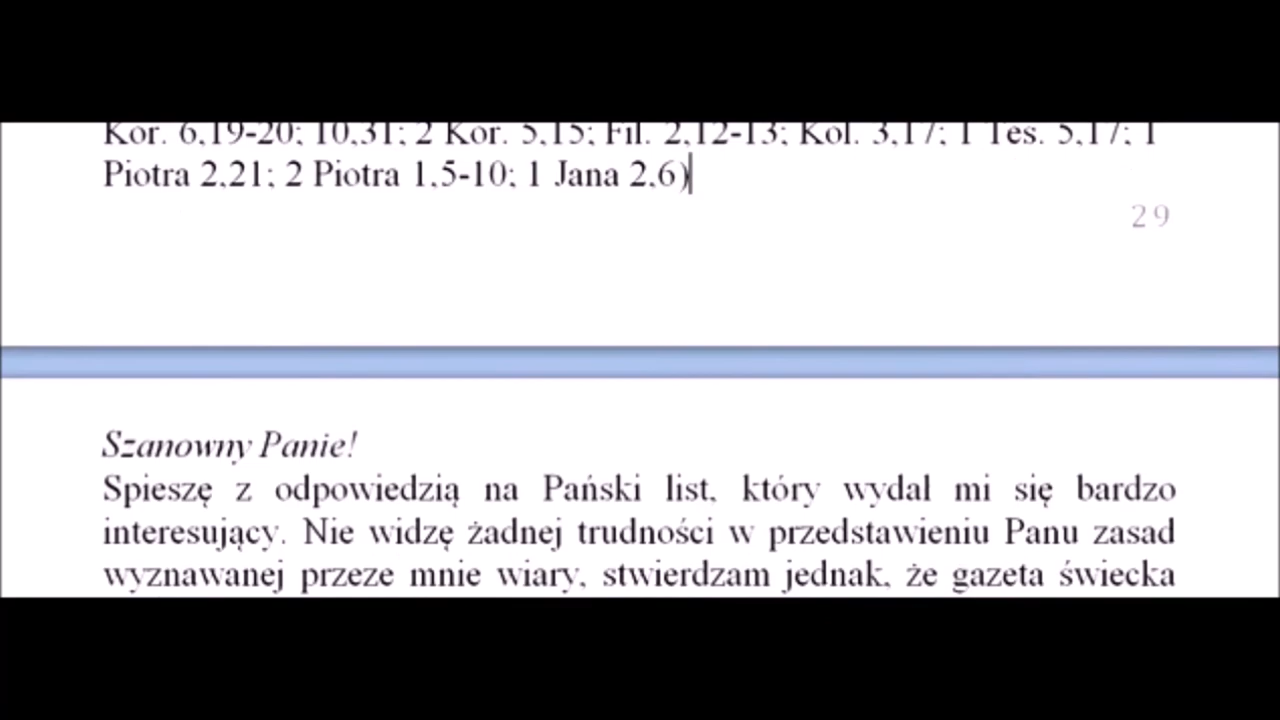 Kor. 6,19-20; 10,31; 2 Kor. 5,15; Fil. 2,12-13; Kol. 3,17; 1 Tes. 5,17; 1
Piotra 2,21; 2 Piotra 1,5-10; 1 Jana 2,6)
29
Szanowny Panie!
Spieszę z odpowiedzią na Pański list, który wydał mi się bardzo
interesujący. Nie widzę żadnej trudności w przedstawieniu Panu zasad
wyznawanej przeze mnie wiary, stwierdzam jednak, że gazeta świecka